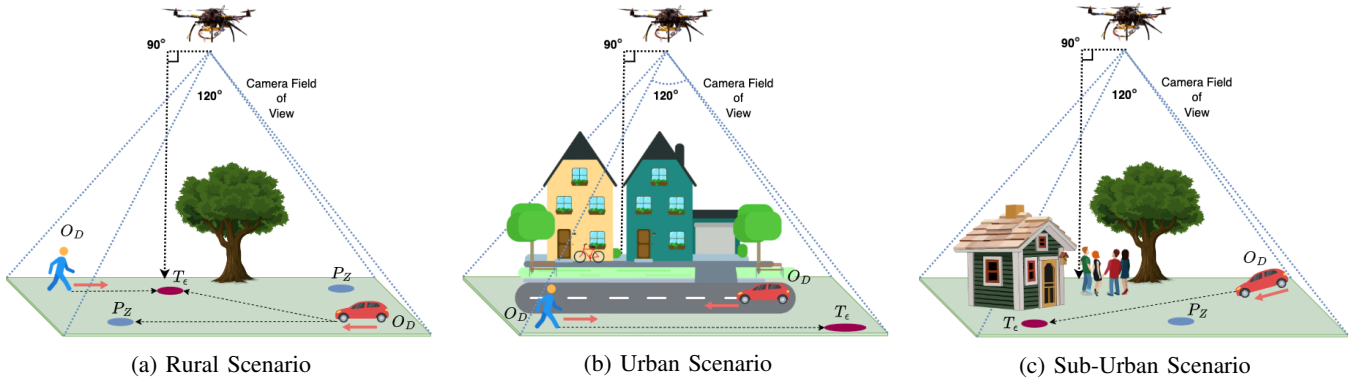 90°
120°
Camera Field
of
View
O_D
T_ϵ
P_Z
P_Z
O_D
(a) Rural Scenario
90°
120°
Camera Field
of
View
O_D
O_D
T_ϵ
(b) Urban Scenario
90°
120°
Camera Field
of
View
O_D
T_ϵ
P_Z
(c) Sub-Urban Scenario